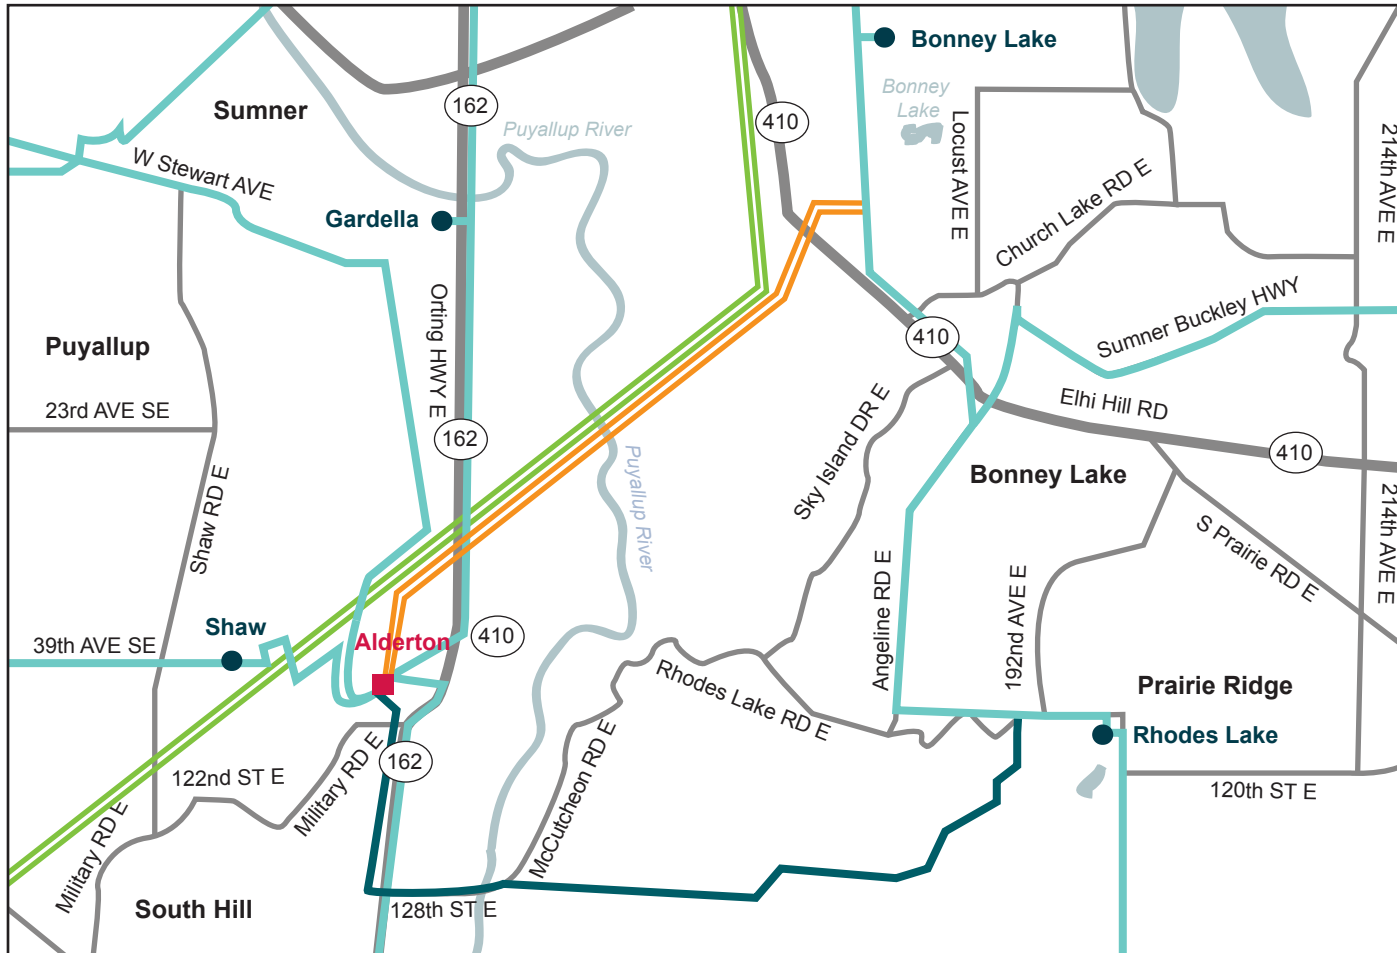 Bonney Lake
Bonney
Lake
162
Sumner
410
Puyallup River
Locust AVE E
214th AVE E
W Stewart AVE
Church Lake RD E
Gardella
Orting HWY E
Sumner Buckley HWY
Puyallup
410
Elhi Hill RD
23rd AVE SE
Sky Island DR E
162
410
Bonney Lake
Puyallup River
Shaw RD E
214th AVE E
S Prairie RD E
Angeline RD E
192nd AVE E
Shaw
410
39th AVE SE
Alderton
Rhodes Lake RD E
Prairie Ridge
Rhodes Lake
162
122nd ST E
Military RD E
McCutcheon RD E
120th ST E
Military RD E
South Hill
128th ST E